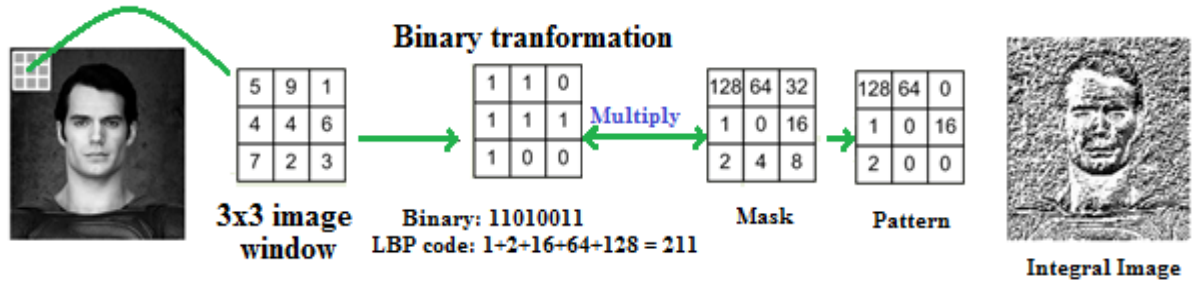 Binary tranformation
5 9 1
4 4 6
7 2 3
1 1 0
1 1 1
1 0 0
Multiply
128 64 32
1 0 16
2 4 8
128 64 0
1 0 16
2 0 0
3x3 image
window
Binary: 11010011
LBP code: 1+2+16+64+128 = 211
Mask
Pattern
Integral Image